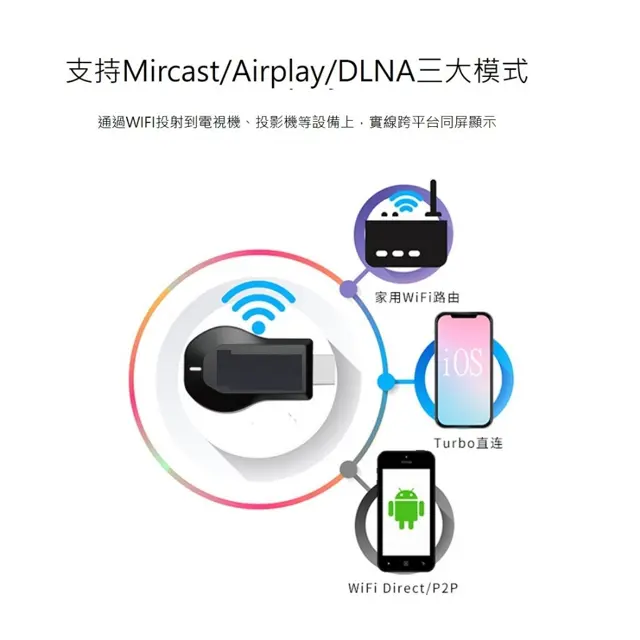 支持Mircast/Airplay/DLNA三大模式
通過WIFI投射到電視機、投影機等設備上，實線跨平台同屏顯示
家用WiFi路由
iOS
Turbo直连
WiFi Direct/P2P